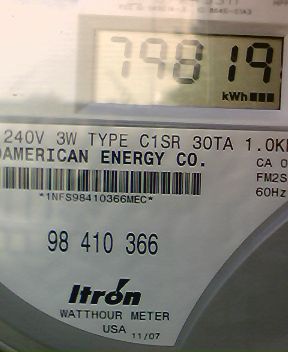 79819
kWh
240V 3W TYPE C1SR 30TA 1.0K
AMERICAN ENERGY CO.
CA 0
FM2S
60Hz
*1NFS98410366MEC*
98 410 366
Itron
WATTHOUR METER
USA 11/07